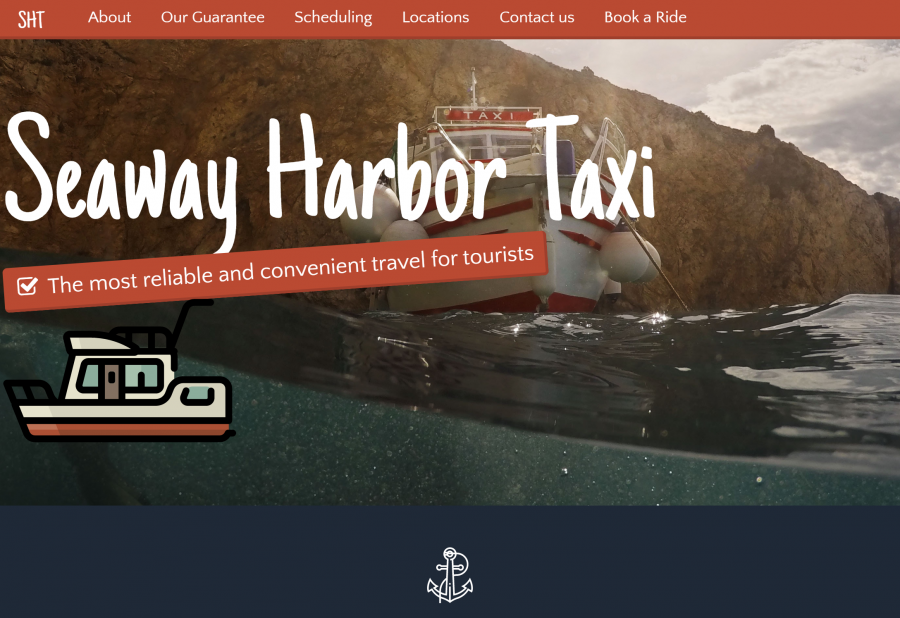 SHT About Our Guarantee Scheduling Locations Contact us Book a Ride
TAXI
Seaway Harbor Taxi
The most reliable and convenient travel for tourists